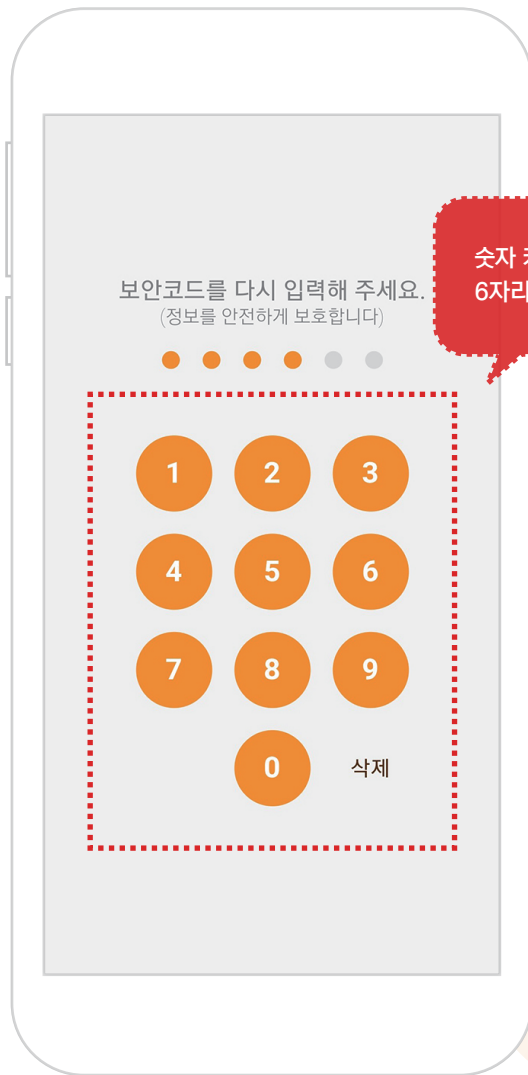 보안코드를 다시 입력해 주세요.
(정보를 안전하게 보호합니다)
숫자
6자리
1 2 3
4 5 6
7 8 9
0 삭제